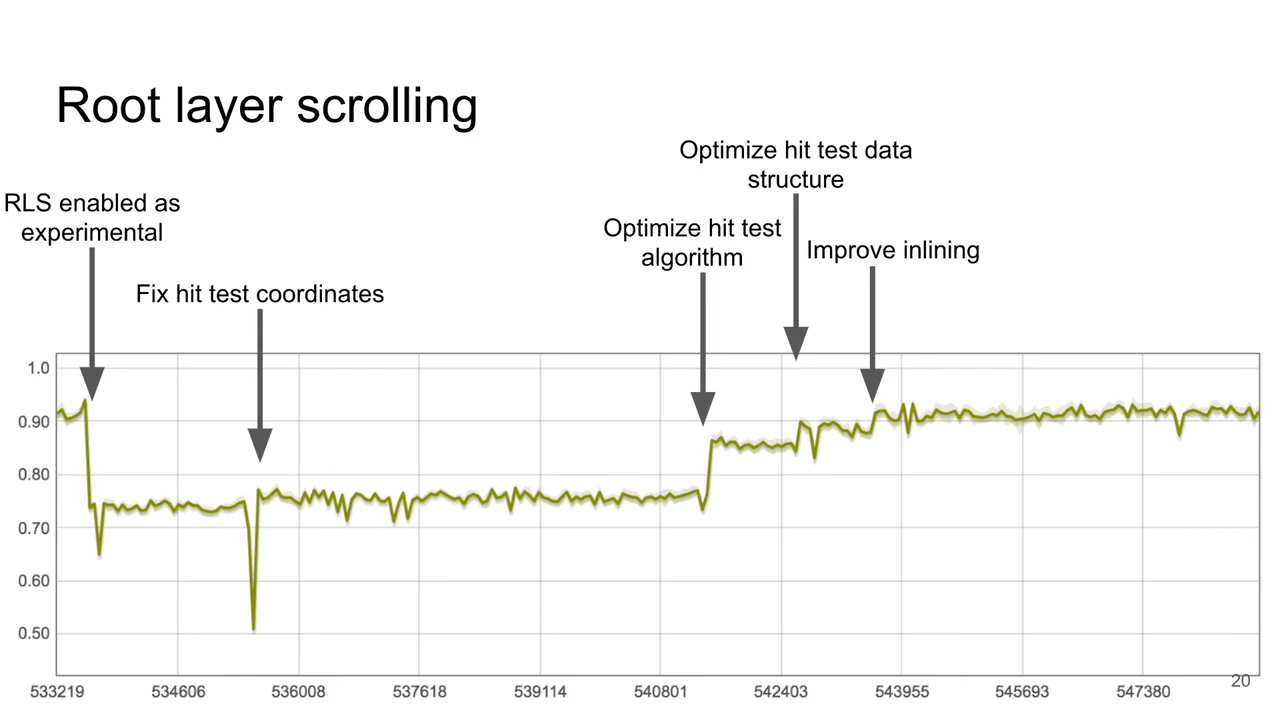 Root layer scrolling
Optimize hit test data
structure
RLS enabled as
experimental
Optimize hit test
algorithm
Improve inlining
Fix hit test coordinates
1.0
0.90
0.80
0.70
0.60
0.50
533219 534606 536008 537618 539114 540801 542403 543955 545693 547380
20